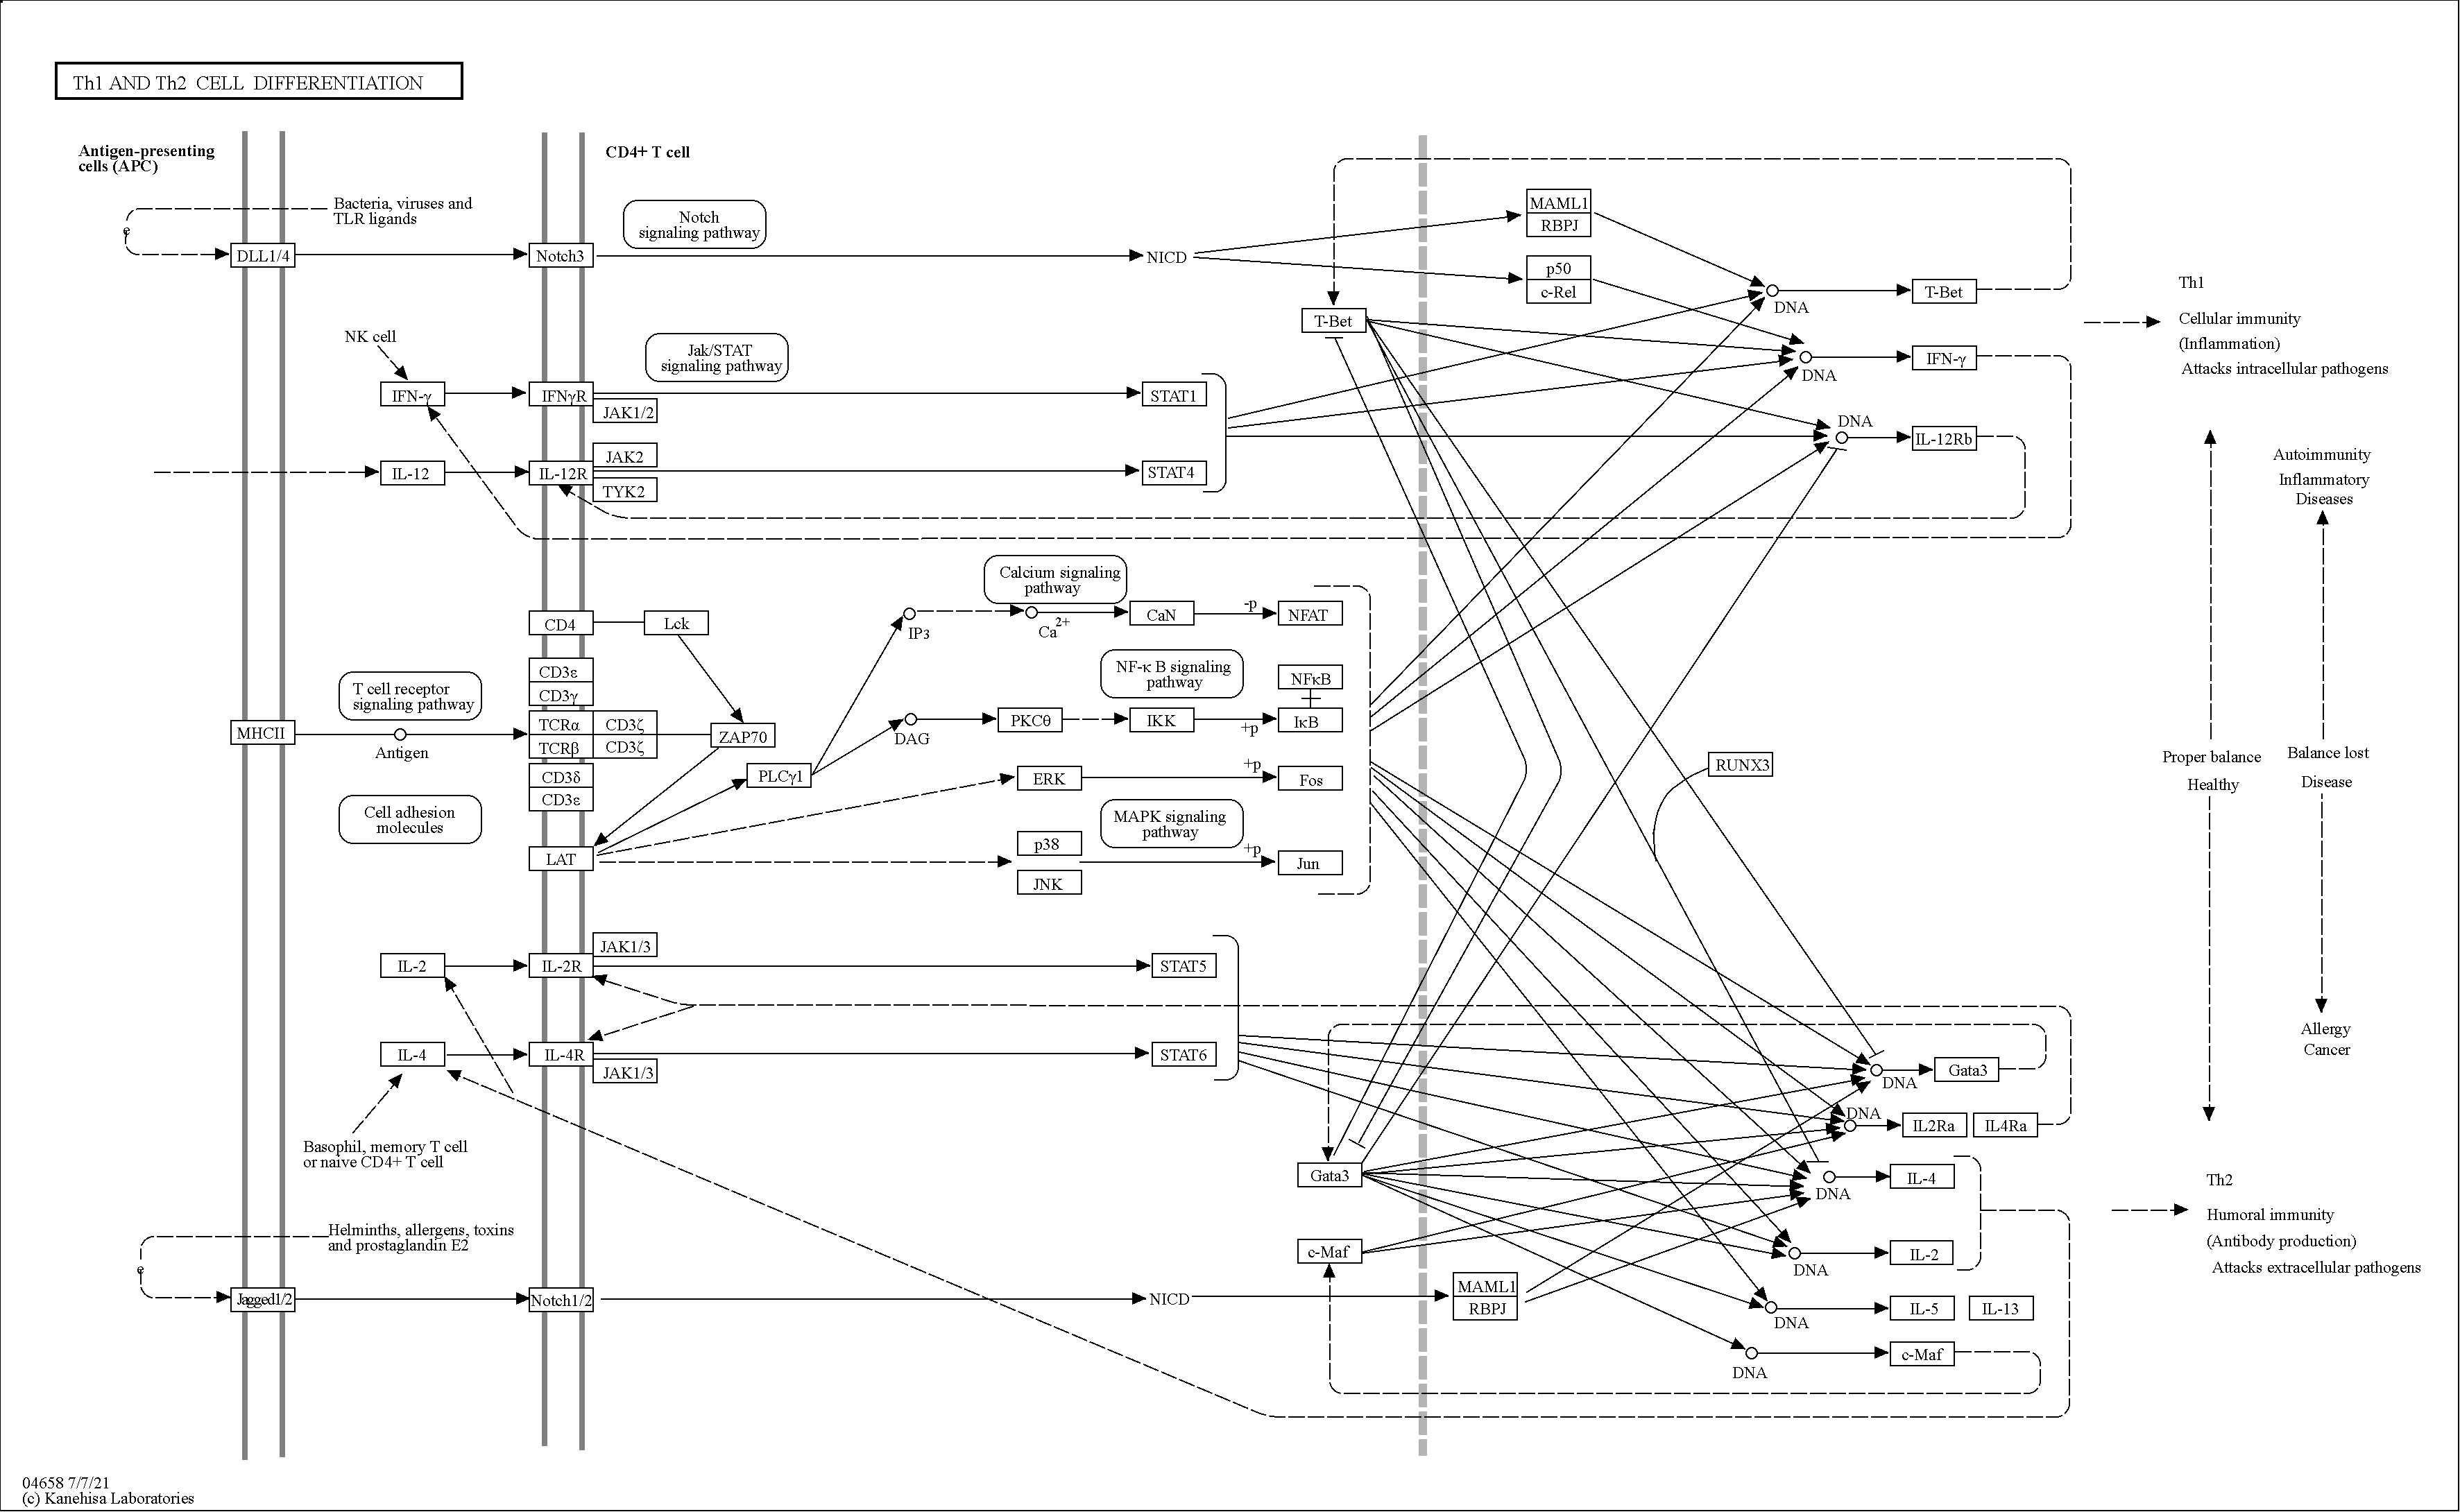 Th1 AND Th2 CELL DIFFERENTIATION
Antigen-presenting
cells (APC)
CD4+ T cell
Bacteria, viruses and
TLR ligands
e
DLL1/4
Notch3
Notch
signaling pathway
NICD
MAML1
RBPJ
p50
c-Rel
DNA
T-Bet
T-Bet
NK cell
Jak/STAT
signaling pathway
IFN-γ
IFNγR
JAK1/2
STAT1
DNA
IFN-γ
IL-12
IL-12R
JAK2
TYK2
STAT4
DNA
IL-12Rb
Th1
Cellular immunity
(Inflammation)
Attacks intracellular pathogens
Autoimmunity
Inflammatory
Diseases
Calcium signaling
pathway
CD4
Lck
IP3
Ca2+
CaN
-p
NFAT
CD3ε
CD3γ
T cell receptor
signaling pathway
NF-κ B signaling
pathway
NFκB
MHCII
Antigen
TCRα
CD3ζ
TCRβ
CD3ζ
ZAP70
DAG
PKCθ
IKK
+p
IκB
CD3δ
CD3ε
PLCγ1
ERK
+p
Fos
RUNX3
Cell adhesion
molecules
MAPK signaling
pathway
LAT
p38
JNK
+p
Jun
Proper balance
Healthy
Balance lost
Disease
IL-2
IL-2R
JAK1/3
STAT5
IL-4
IL-4R
JAK1/3
STAT6
Allergy
Cancer
Basophil, memory T cell
or naive CD4+ T cell
DNA
Gata3
DNA
IL2Ra
IL4Ra
Gata3
DNA
IL-4
c-Maf
DNA
IL-2
Th2
Humoral immunity
(Antibody production)
Attacks extracellular pathogens
Helminths, allergens, toxins
and prostaglandin E2
e
Jagged1/2
Notch1/2
NICD
MAML1
RBPJ
DNA
IL-5
IL-13
DNA
c-Maf
04658 7/7/21
(c) Kanehisa Laboratories